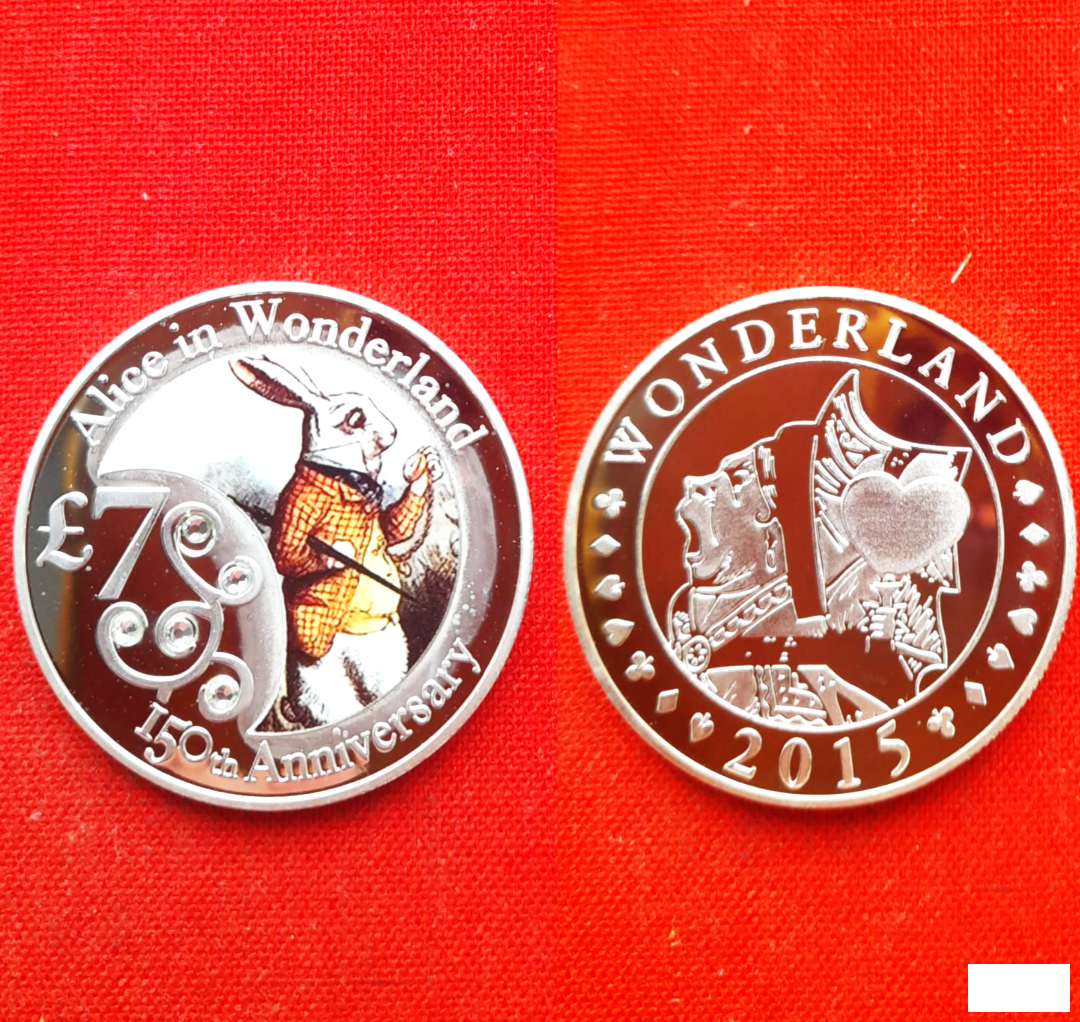 Alice in Wonderland
£7
150th Anniversary
WONDERLAND
2015